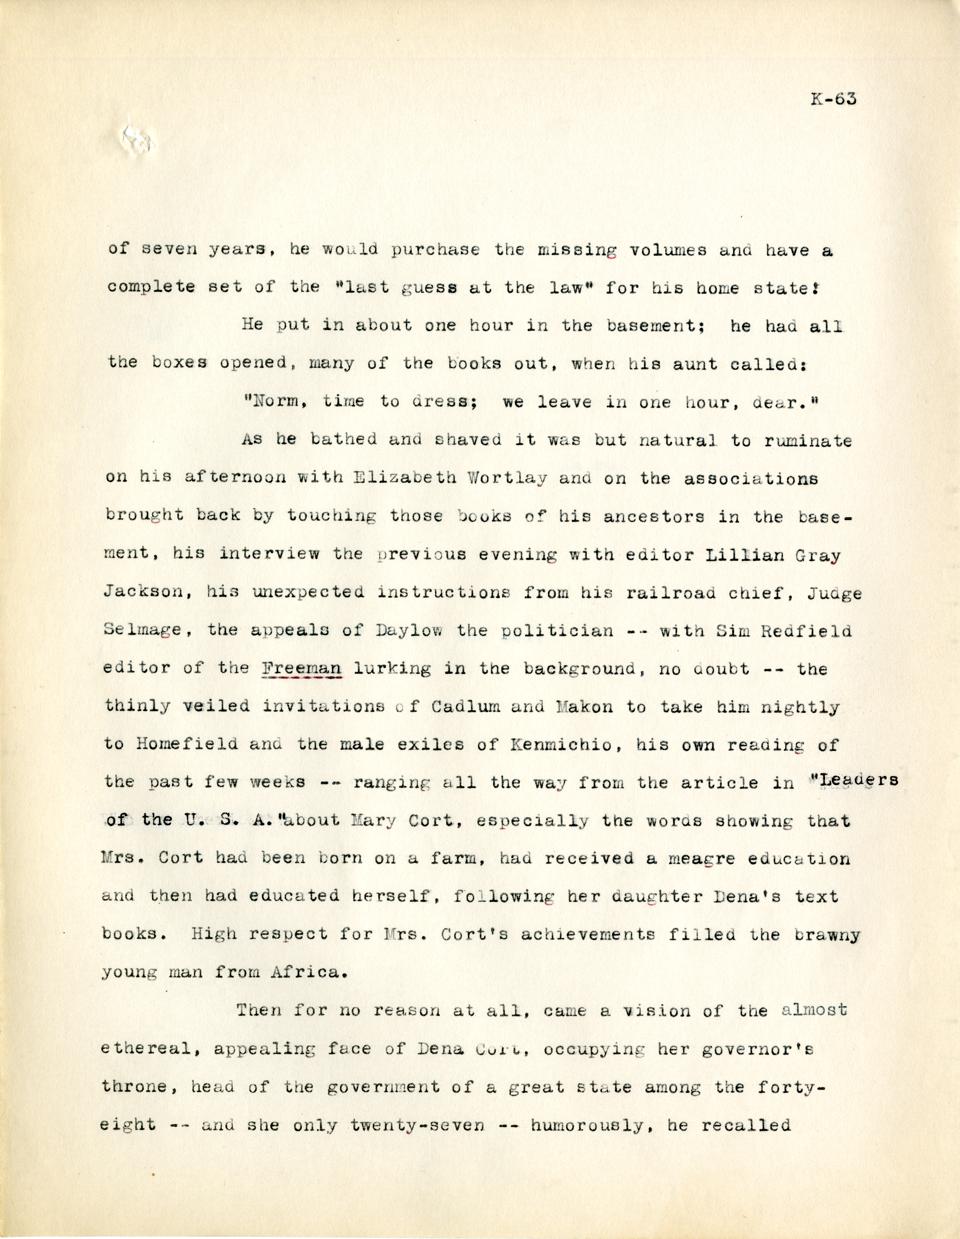 K-63
of seven years, he would purchase the missing volumes and have a
complete set of the "last guess at the law" for his home state!
He put in about one hour in the basement;  he had all
the boxes opened, many of the books out, when his aunt called:
"Norm, time to dress;  we leave in one hour, dear."
As he bathed and shaved it was but natural to ruminate
on his afternoon with Elizabeth Wortlay and on the associations
brought back by touching those books of his ancestors in the base-
ment, his interview the previous evening with editor Lillian Gray
Jackson, his unexpected instructions from his railroad chief, Judge
Selmage, the appeals of Daylow the politician -- with Sim Redfield
editor of the Freeman lurking in the background, no doubt -- the
thinly veiled invitations of Cadlum and Makon to take him nightly
to Homefield and the male exiles of Kenmichio, his own reading of
the past few weeks -- ranging all the way from the article in "Leaders
of the U. S. A."about Mary Cort, especially the words showing that
Mrs. Cort had been born on a farm, had received a meagre education
and then had educated herself, following her daughter Dena's text
books.  High respect for Mrs. Cort's achievements filled the brawny
young man from Africa.
Then for no reason at all, came a vision of the almost
ethereal, appealing face of Dena Cort, occupying her governor's
throne, head of the government of a great state among the forty-
eight -- and she only twenty-seven -- humorously, he recalled